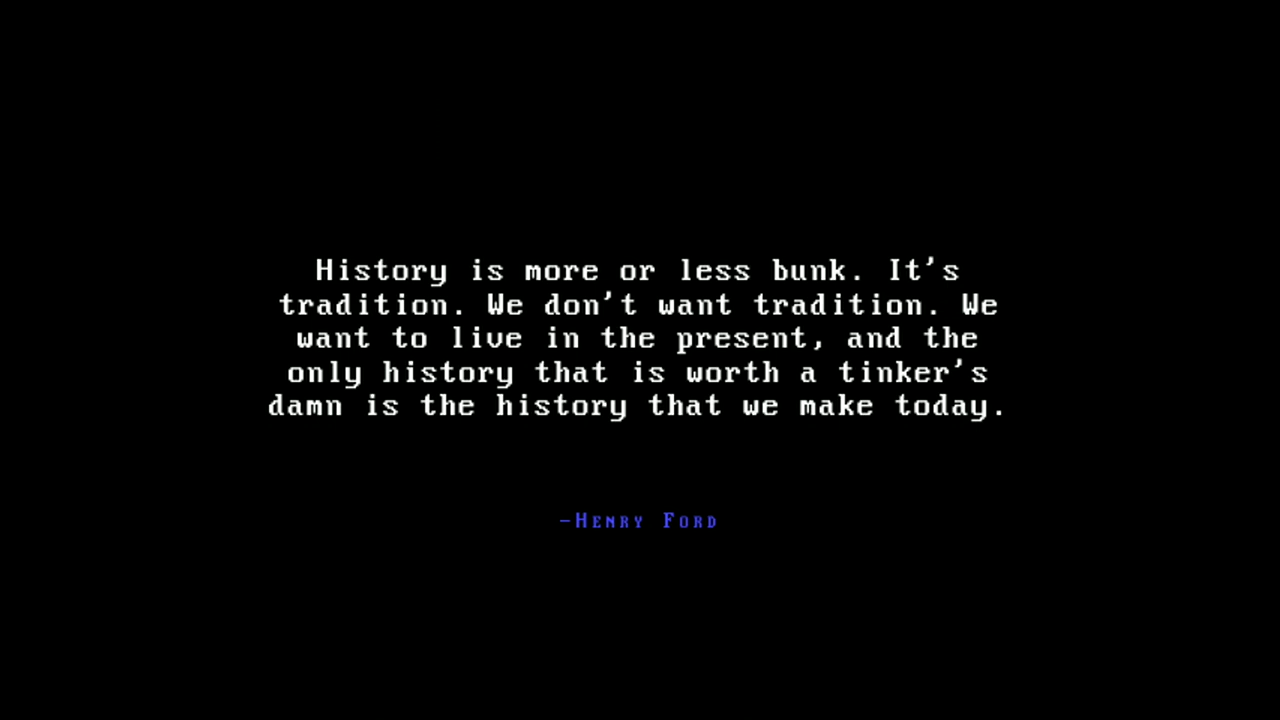 History is more or less bunk. It's
tradition. We don't want tradition. We
want to live in the present, and the
only history that is worth a tinker's
damn is the history that we make today.
-Henry Ford